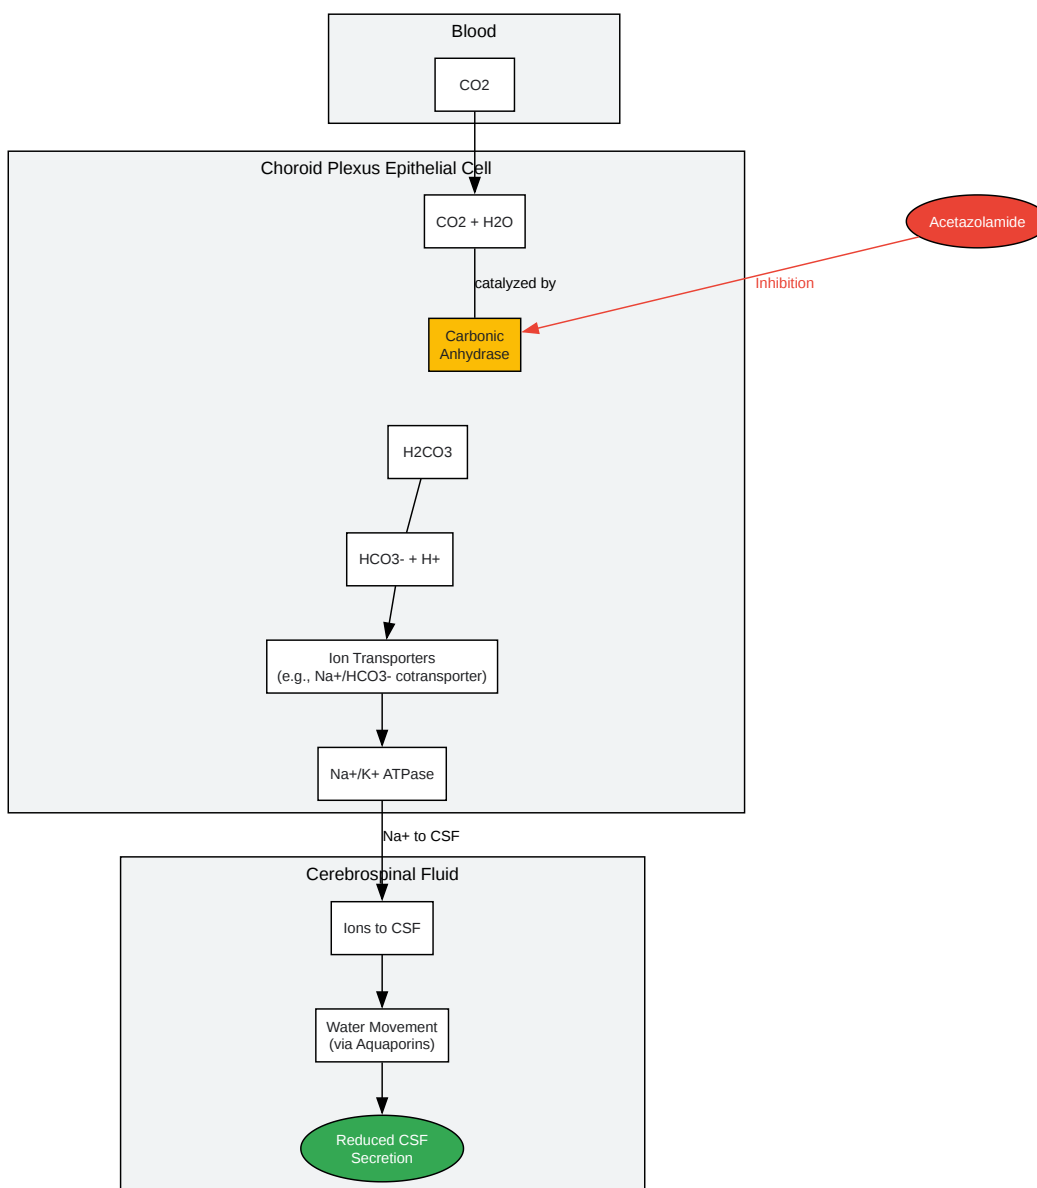 Blood
CO2
Choroid Plexus Epithelial Cell
CO2 + H2O
Acetazolamide
catalyzed by
Inhibition
Carbonic
Anhydrase
H2CO3
HCO3- + H+
Ion Transporters
(e.g., Na+/HCO3- cotransporter)
Na+/K+ ATPase
Na+ to CSF
Cerebrospinal Fluid
Ions to CSF
Water Movement
(via Aquaporins)
Reduced CSF
Secretion